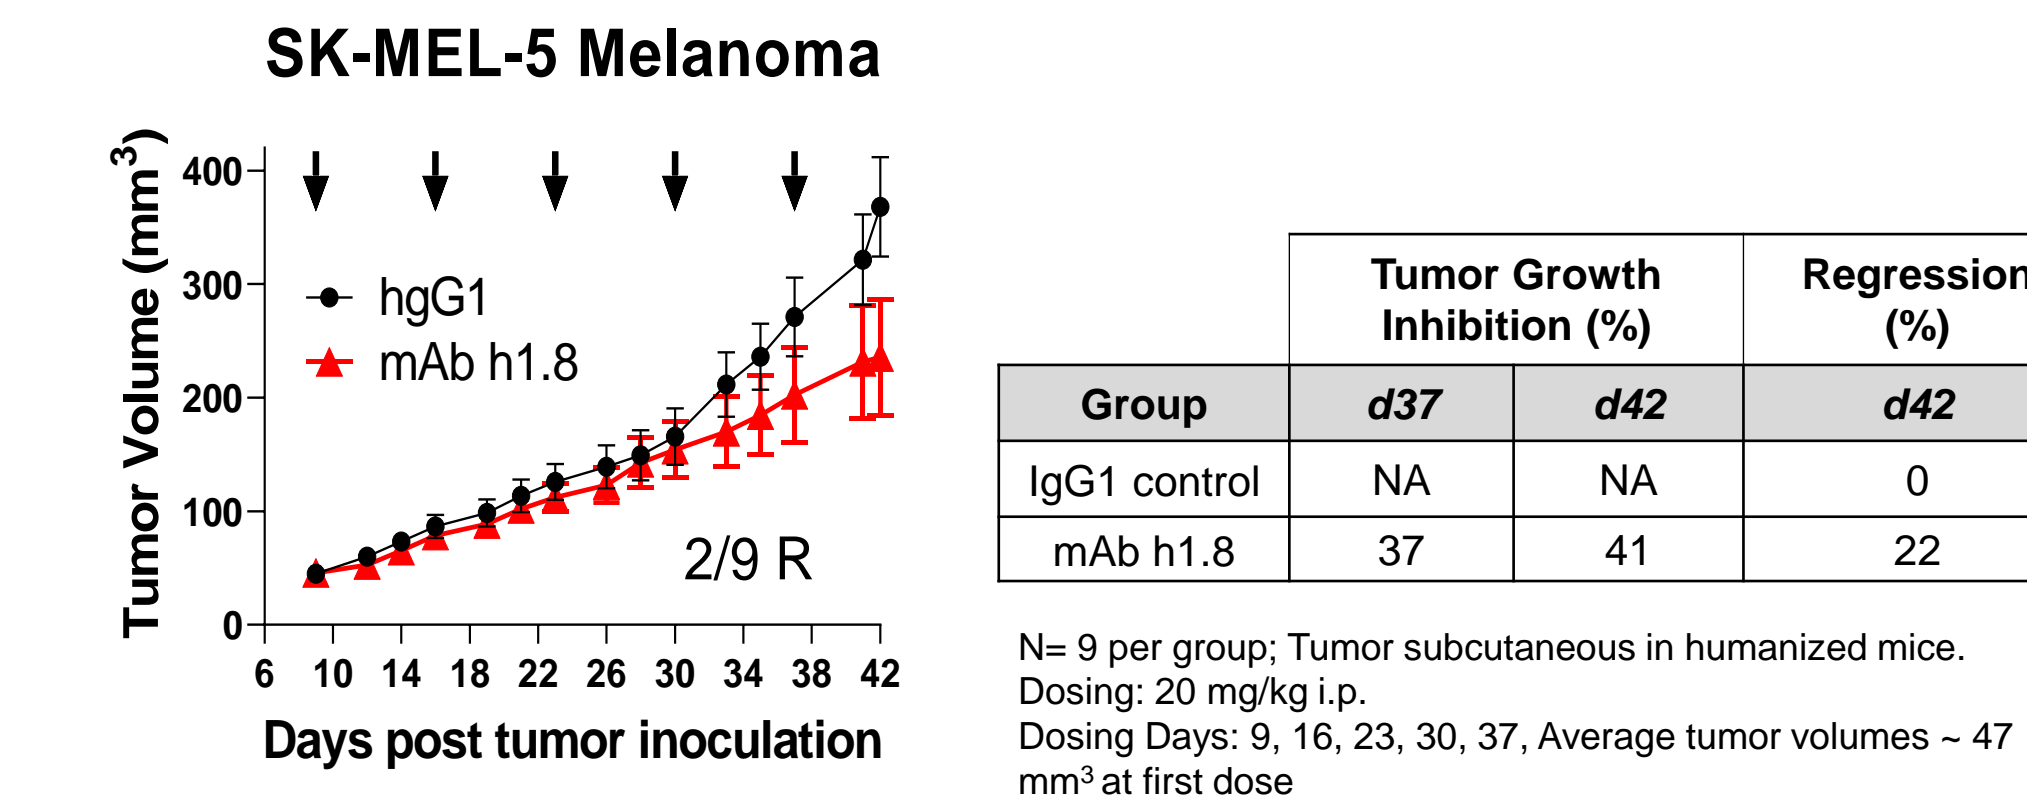 SK-MEL-5 Melanoma
Tumor Volume (mm³)
400
300
200
100
0
hgG1
mAb h1.8
2/9 R
6 10 14 18 22 26 30 34 38 42
Days post tumor inoculation
Tumor Growth Inhibition (%)
Regression (%)
Group d37 d42 d42
IgG1 control NA NA 0
mAb h1.8 37 41 22
N= 9 per group; Tumor subcutaneous in humanized mice.
Dosing: 20 mg/kg i.p.
Dosing Days: 9, 16, 23, 30, 37, Average tumor volumes ~ 47
mm³ at first dose